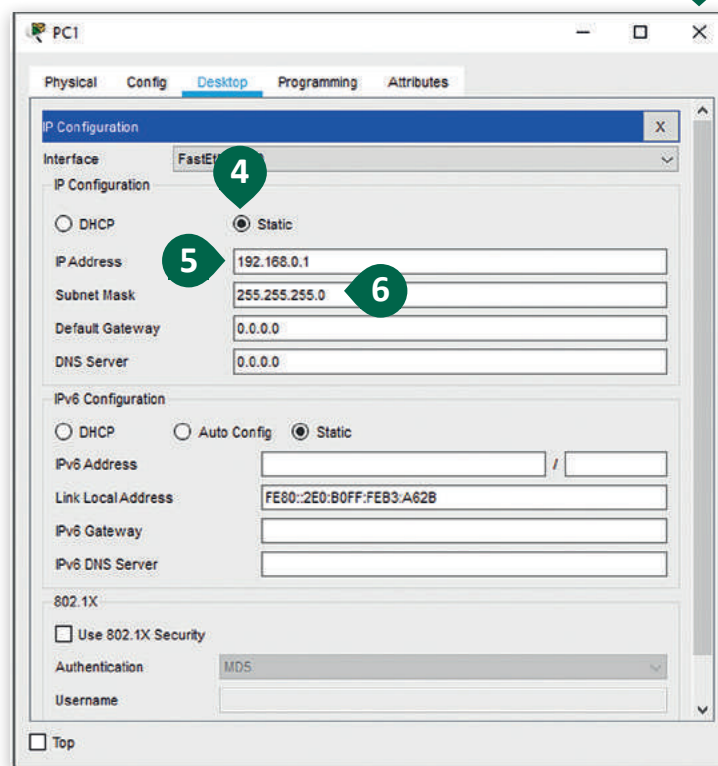 PC1
Physical Config Desktop Programming Attributes
IP Configuration X
Interface
IP Configuration
4
DHCP Static
IP Address 5 192.168.0.1
Subnet Mask 255.255.255.0 6
Default Gateway 0.0.0.0
DNS Server 0.0.0.0
IPv6 Configuration
DHCP Auto Config Static
IPv6 Address /
Link Local Address FE80::2E0:B0FF:FEB3:A62B
IPv6 Gateway
IPv6 DNS Server
802.1X
Use 802.1X Security
Authentication MD5
Username
Top